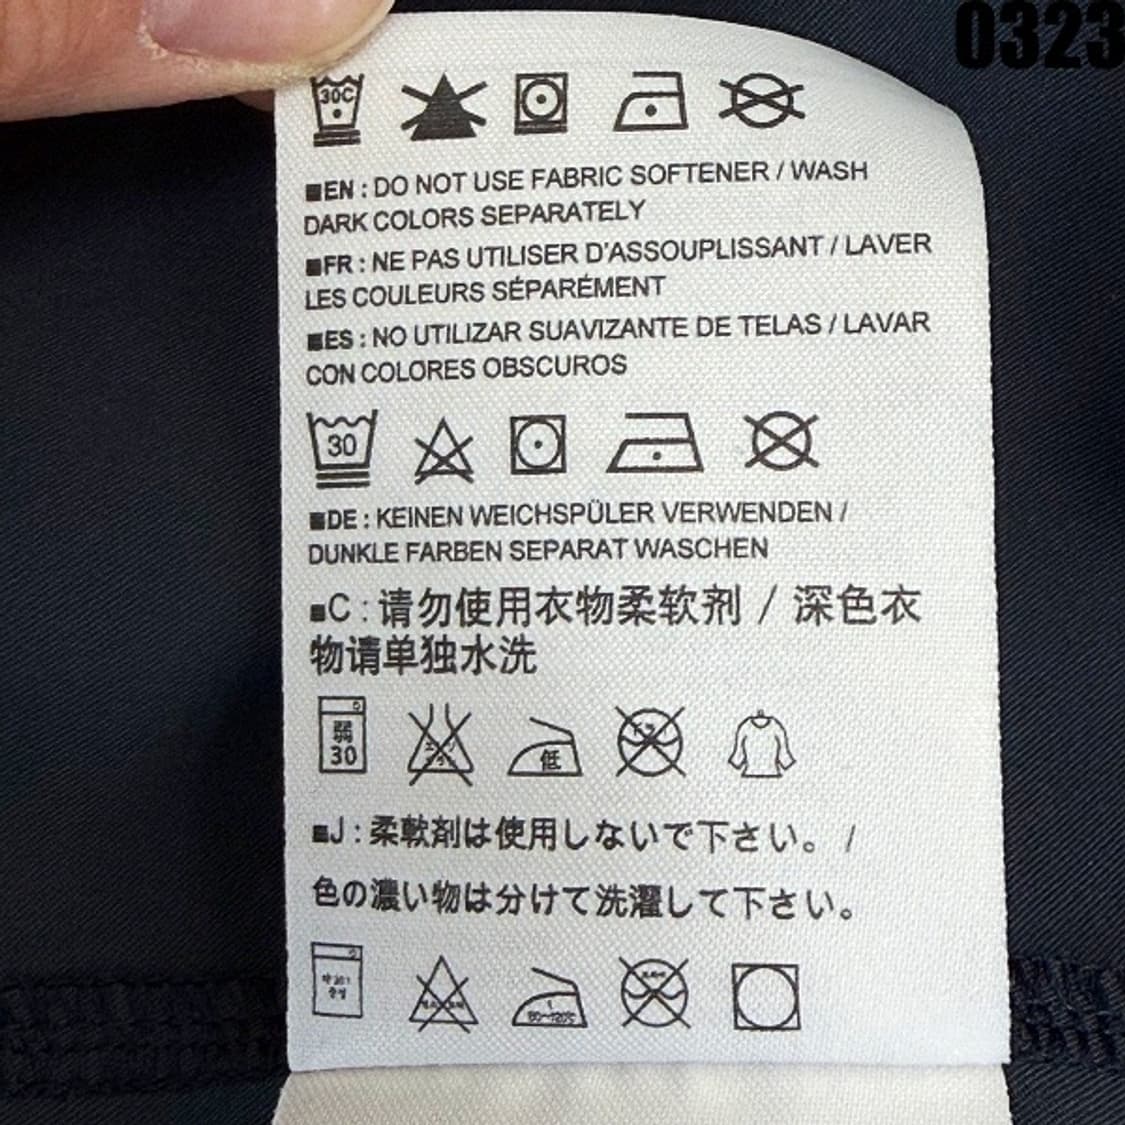 0323
30C
■EN : DO NOT USE FABRIC SOFTENER / WASH
DARK COLORS SEPARATELY
■FR : NE PAS UTILISER D'ASSOUPLISSANT / LAVER
LES COULEURS SÉPARÉMENT
■ES : NO UTILIZAR SUAVIZANTE DE TELAS / LAVAR
CON COLORES OBSCUROS
30
■DE : KEINEN WEICHSPÜLER VERWENDEN /
DUNKLE FARBEN SEPARAT WASCHEN
■C : 请勿使用衣物柔软剂 / 深色衣
物请单独水洗
弱
30
低
■J : 柔軟剤は使用しないで下さい。 /
色の濃い物は分けて洗濯して下さい。